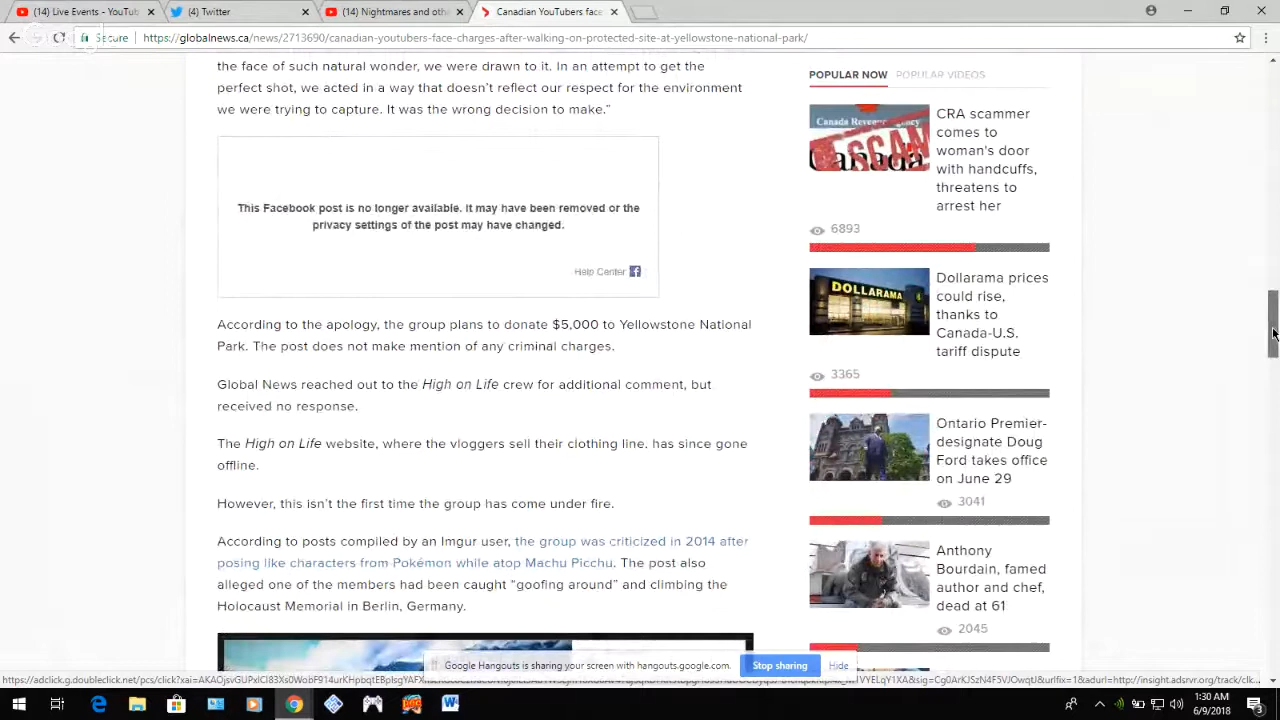 (14) Live Events - YouTube
(4) Twitter
(14) Nightmares and oth
Canadian YouTubers face
Secure
https://globalnews.ca/news/2713690/canadian-youtubers-face-charges-after-walking-on-protected-site-at-yellowstone-national-park/
the face of such natural wonder, we were drawn to it. In an attempt to get the
perfect shot, we acted in a way that doesn't reflect our respect for the environment
we were trying to capture. It was the wrong decision to make."
This Facebook post is no longer available. It may have been removed or the
privacy settings of the post may have changed.
Help Center
According to the apology, the group plans to donate $5,000 to Yellowstone National
Park. The post does not make mention of any criminal charges.
Global News reached out to the High on Life crew for additional comment, but
received no response.
The High on Life website, where the vloggers sell their clothing line, has since gone
offline.
However, this isn't the first time the group has come under fire.
According to posts compiled by an Imgur user, the group was criticized in 2014 after
posing like characters from Pokémon while atop Machu Picchu. The post also
alleged one of the members had been caught "goofing around" and climbing the
Holocaust Memorial in Berlin, Germany.
POPULAR NOW POPULAR VIDEOS
Canada Revenue Agency
SCAM
Canada
CRA scammer
comes to
woman's door
with handcuffs,
threatens to
arrest her
6893
DOLLARAMA
Dollarama prices
could rise,
thanks to
Canada-U.S.
tariff dispute
3365
Ontario Premier-
designate Doug
Ford takes office
on June 29
3041
Anthony
Bourdain, famed
author and chef,
dead at 61
2045
Google Hangouts is sharing your screen with hangouts.google.com.
Stop sharing
Hide
1:30 AM
6/9/2018